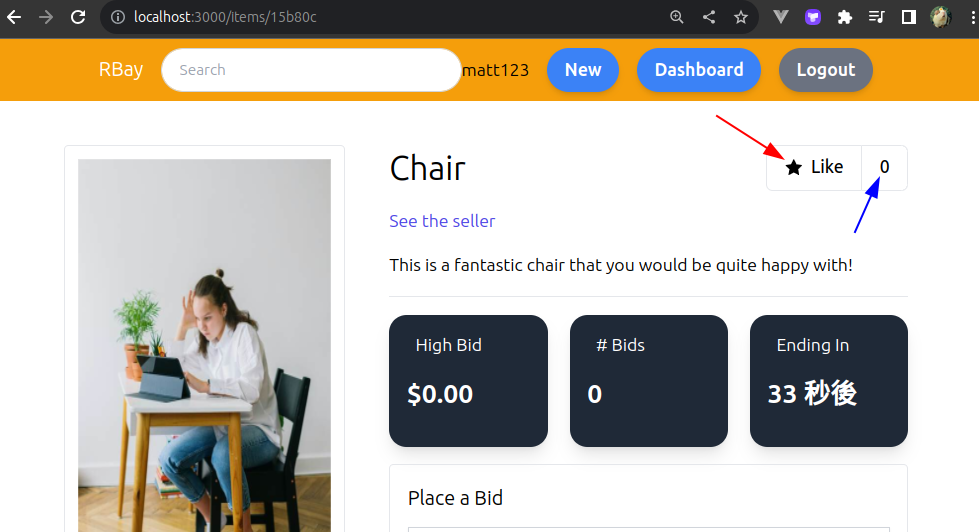 localhost:3000/items/15b80c
RBay Search matt123 New Dashboard Logout
Chair
Like 0
See the seller
This is a fantastic chair that you would be quite happy with!
High Bid # Bids Ending In
$0.00 0 33 秒後
Place a Bid